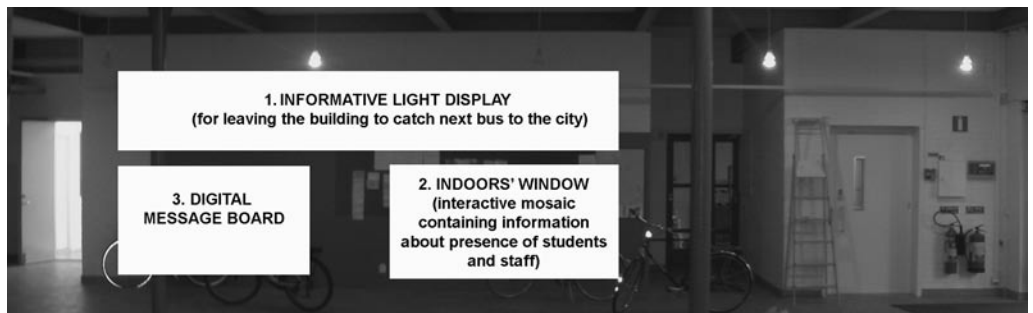 1. INFORMATIVE LIGHT DISPLAY
(for leaving the building to catch next bus to the city)
3. DIGITAL
MESSAGE BOARD
2. INDOORS' WINDOW
(interactive mosaic
containing information
about presence of students
and staff)